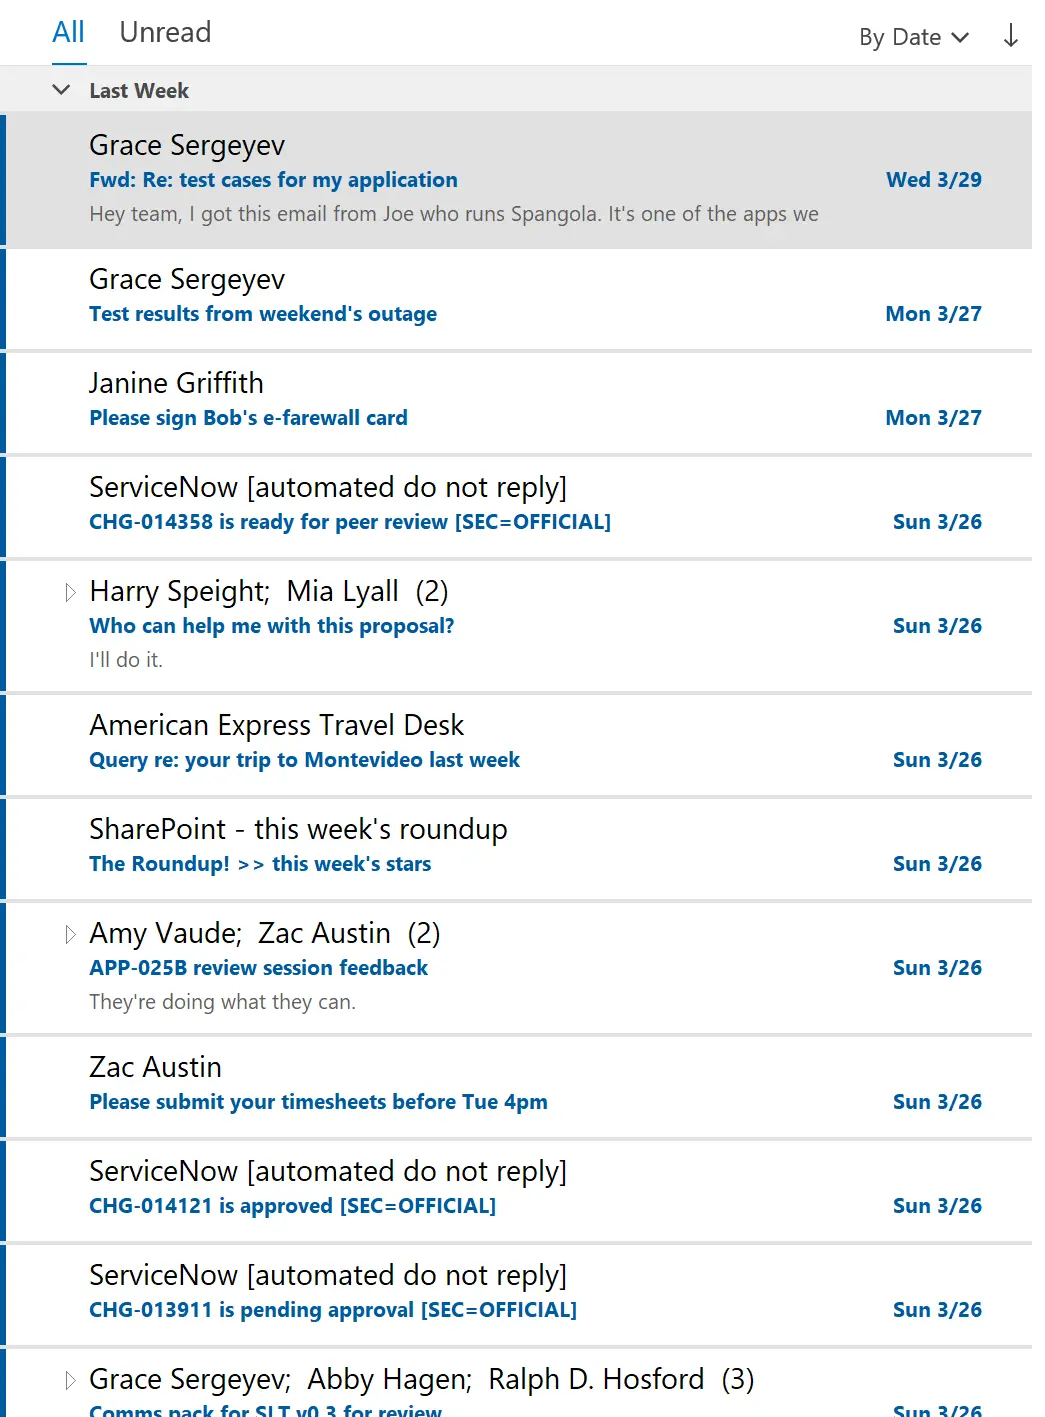 All Unread By Date
Last Week
Grace Sergeyev
Fwd: Re: test cases for my application Wed 3/29
Hey team, I got this email from Joe who runs Spangola. It's one of the apps we
Grace Sergeyev
Test results from weekend's outage Mon 3/27
Janine Griffith
Please sign Bob's e-farewall card Mon 3/27
ServiceNow [automated do not reply]
CHG-014358 is ready for peer review [SEC=OFFICIAL] Sun 3/26
Harry Speight; Mia Lyall (2)
Who can help me with this proposal? Sun 3/26
I'll do it.
American Express Travel Desk
Query re: your trip to Montevideo last week Sun 3/26
SharePoint - this week's roundup
The Roundup! >> this week's stars Sun 3/26
Amy Vaude; Zac Austin (2)
APP-025B review session feedback Sun 3/26
They're doing what they can.
Zac Austin
Please submit your timesheets before Tue 4pm Sun 3/26
ServiceNow [automated do not reply]
CHG-014121 is approved [SEC=OFFICIAL] Sun 3/26
ServiceNow [automated do not reply]
CHG-013911 is pending approval [SEC=OFFICIAL] Sun 3/26
Grace Sergeyev; Abby Hagen; Ralph D. Hosford (3)
Comms pack for SLT v0.3 for review Sun 3/26